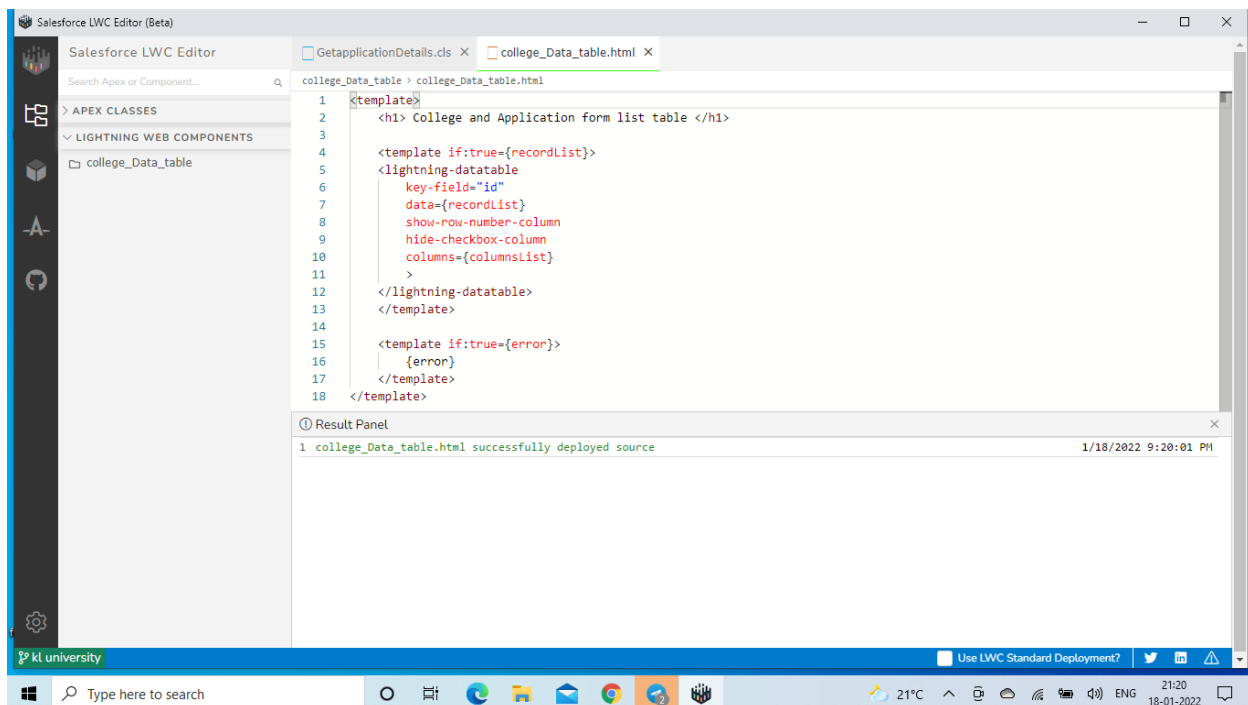 Salesforce LWC Editor (Beta)
Salesforce LWC Editor
Search Apex or Component...
APEX CLASSES
LIGHTNING WEB COMPONENTS
college_Data_table
GetapplicationDetails.cls
college_Data_table.html
college_Data_table > college_Data_table.html
1 <template>
2 <h1> College and Application form list table </h1>
3
4 <template if:true={recordList}>
5 <lightning-datatable
6 key-field="id"
7 data={recordList}
8 show-row-number-column
9 hide-checkbox-column
10 columns={columnsList}
11 >
12 </lightning-datatable>
13 </template>
14
15 <template if:true={error}>
16 {error}
17 </template>
18 </template>
Result Panel
1 college_Data_table.html successfully deployed source 1/18/2022 9:20:01 PM
kl university
Use LWC Standard Deployment?
in
Type here to search
2
21°C
ENG
21:20
18-01-2022